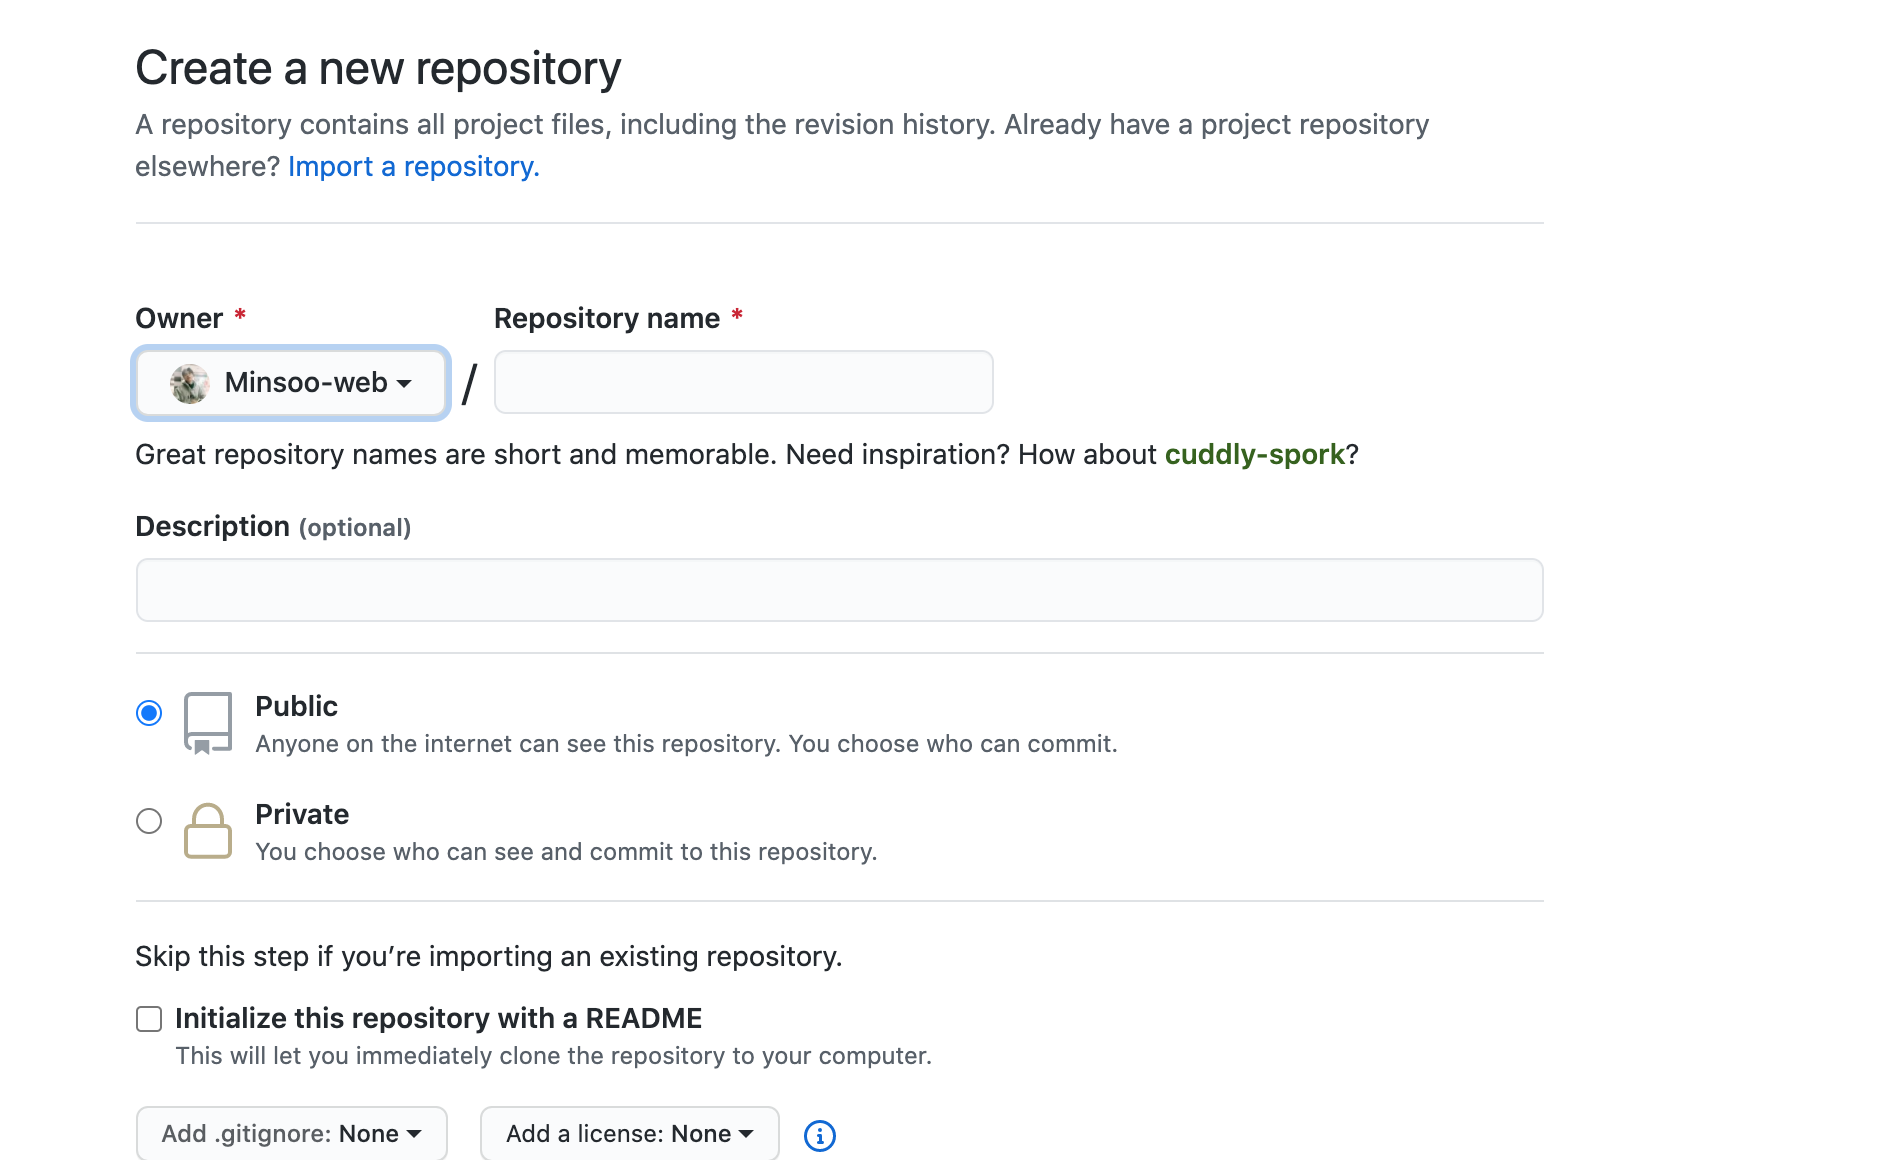 Create a new repository
A repository contains all project files, including the revision history. Already have a project repository
elsewhere? Import a repository.
Owner *
Repository name *
Minsoo-web
/
Great repository names are short and memorable. Need inspiration? How about cuddly-spork?
Description (optional)
Public
Anyone on the internet can see this repository. You choose who can commit.
Private
You choose who can see and commit to this repository.
Skip this step if you’re importing an existing repository.
Initialize this repository with a README
This will let you immediately clone the repository to your computer.
Add .gitignore: None
Add a license: None